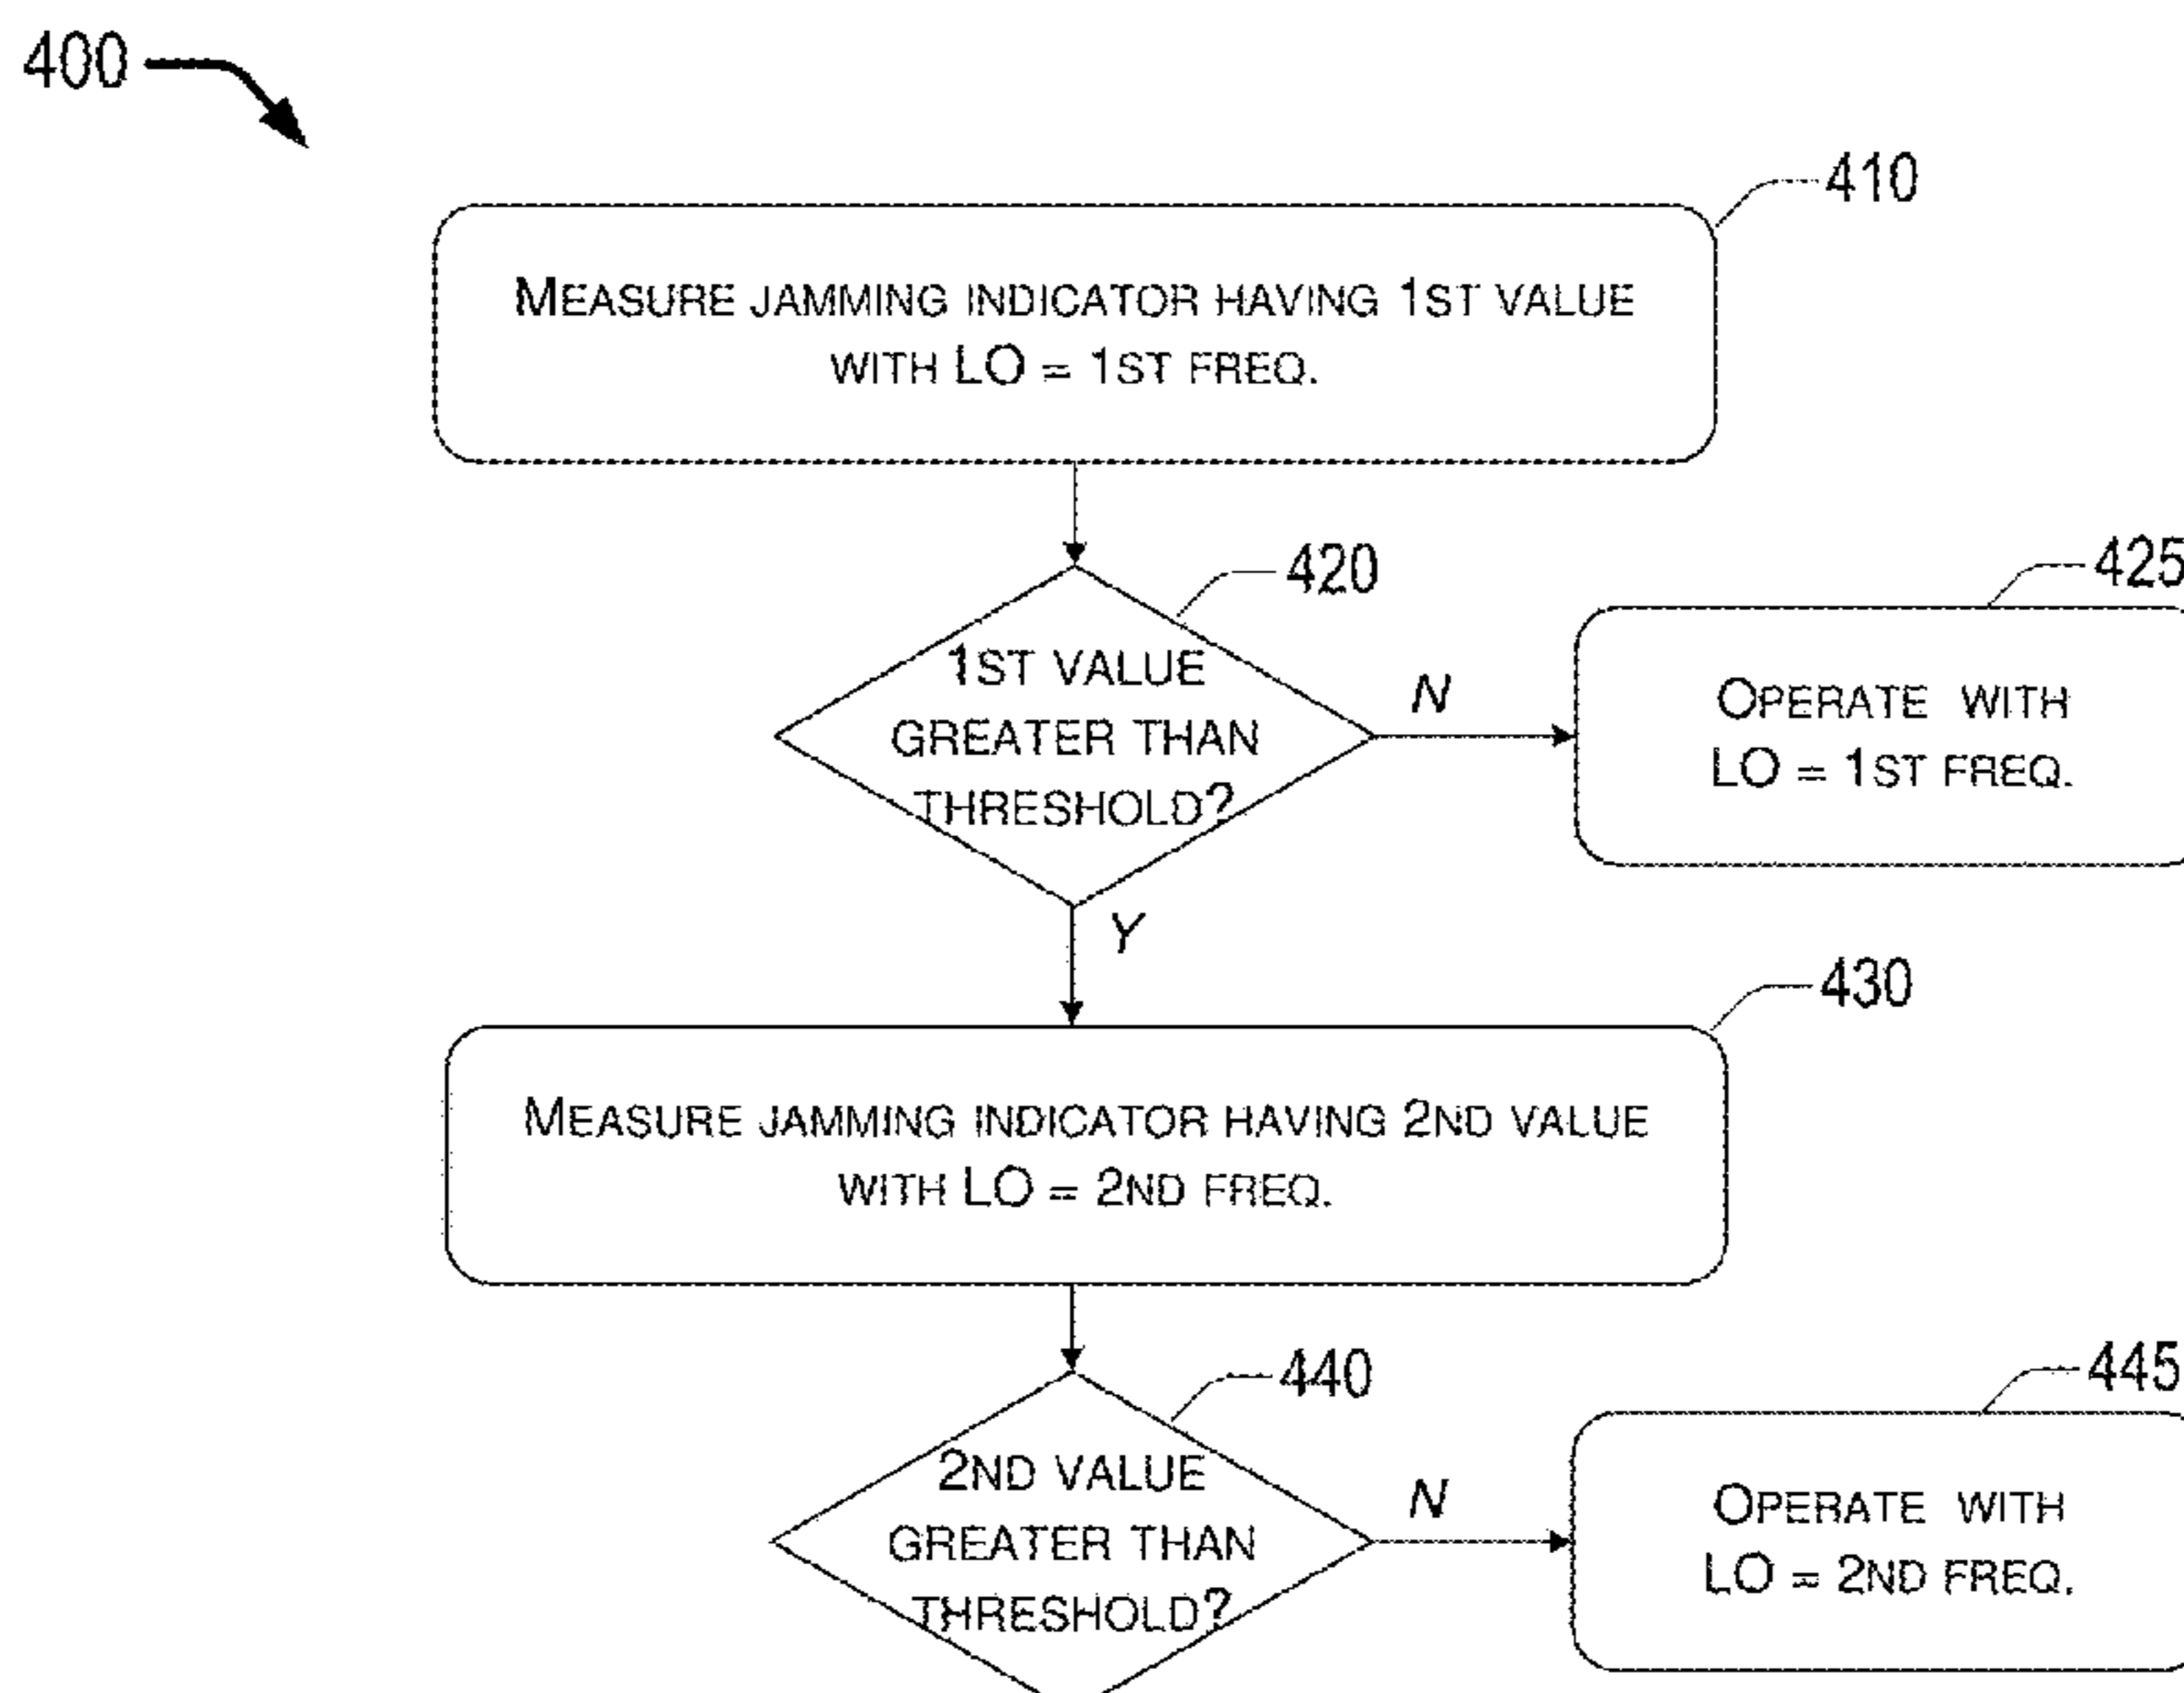 400
410
MEASURE JAMMING INDICATOR HAVING 1ST VALUE
WITH LO = 1ST FREQ.
420
425
1ST VALUE
GREATER THAN
THRESHOLD?
N
OPERATE WITH
LO = 1ST FREQ.
Y
430
MEASURE JAMMING INDICATOR HAVING 2ND VALUE
WITH LO = 2ND FREQ.
440
445
2ND VALUE
GREATER THAN
THRESHOLD?
N
OPERATE WITH
LO = 2ND FREQ.